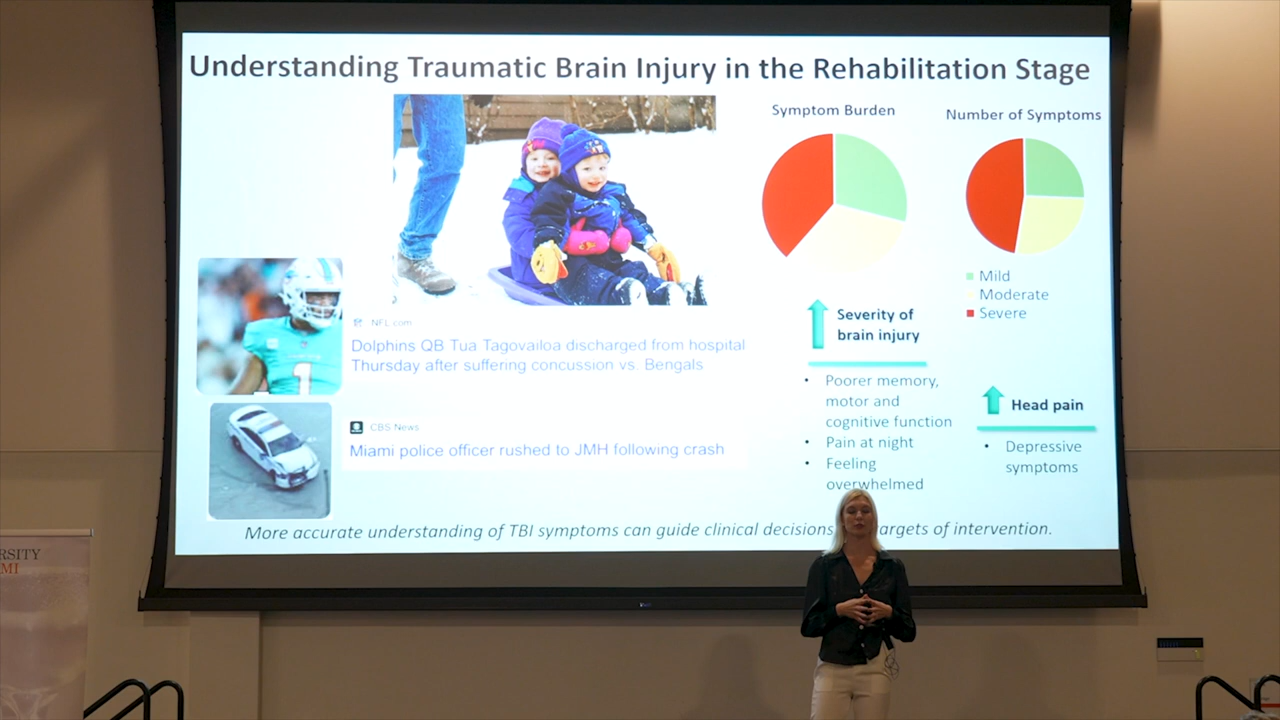 Understanding Traumatic Brain Injury in the Rehabilitation Stage
Symptom Burden
Number of Symptoms
Mild
Moderate
Severe
NFL.com
Dolphins QB Tua Tagovailoa discharged from hospital
Thursday after suffering concussion vs. Bengals
1
CBS News
Miami police officer rushed to JMH following crash
Severity of
brain injury
• Poorer memory,
motor and
cognitive function
• Pain at night
• Feeling
overwhelmed
Head pain
• Depressive
symptoms
More accurate understanding of TBI symptoms can guide clinical decisions argets of intervention.
RSITY
MI